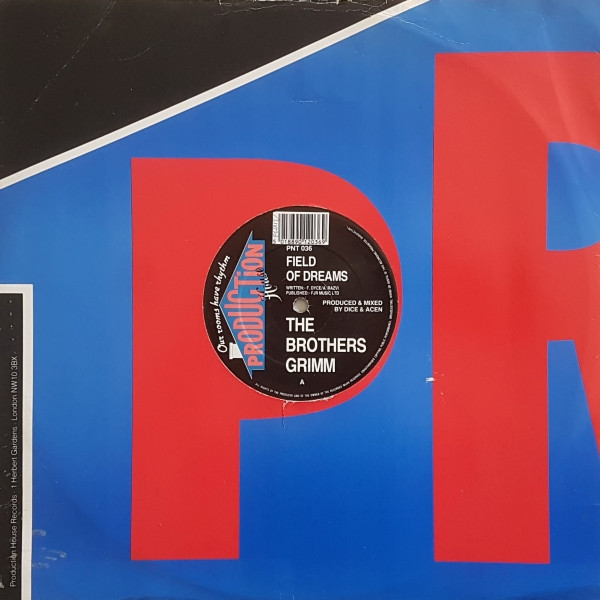 PR
PNT 036
FIELD
OF DREAMS
WRITTEN:- F. DYCE/A. RAZVI
PUBLISHED - FJR MUSIC LTD
PRODUCED & MIXED
BY DICE & ACEN
THE
BROTHERS
GRIMM
A
Our rooms have rhythm
PRODUCTION
House
Production House Records · 1 Herbert Gardens · London NW10 3BX